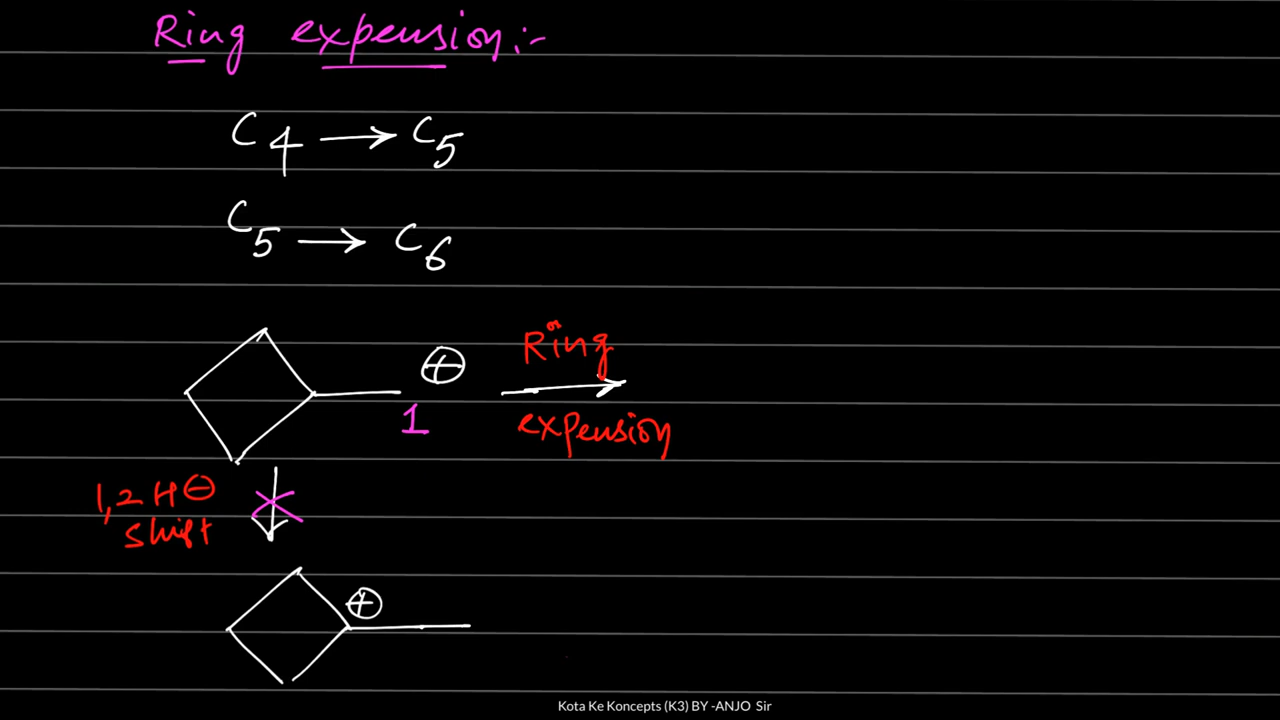 Ring expension:-
C4 → C5
C5 → C6
⊕ Ring
1 expension
1,2 H⊖
shift
⊕
Kota Ke Koncepts (K3) BY -ANJO Sir